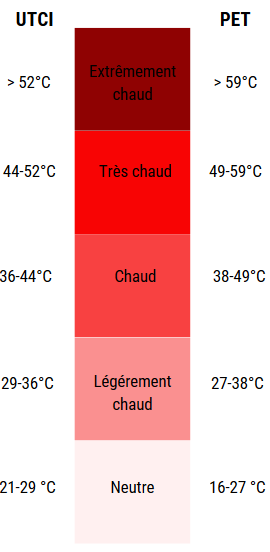 UTCI PET
> 52°C Extrêmement chaud > 59°C
44-52°C Très chaud 49-59°C
36-44°C Chaud 38-49°C
29-36°C Légérement chaud 27-38°C
21-29 °C Neutre 16-27 °C